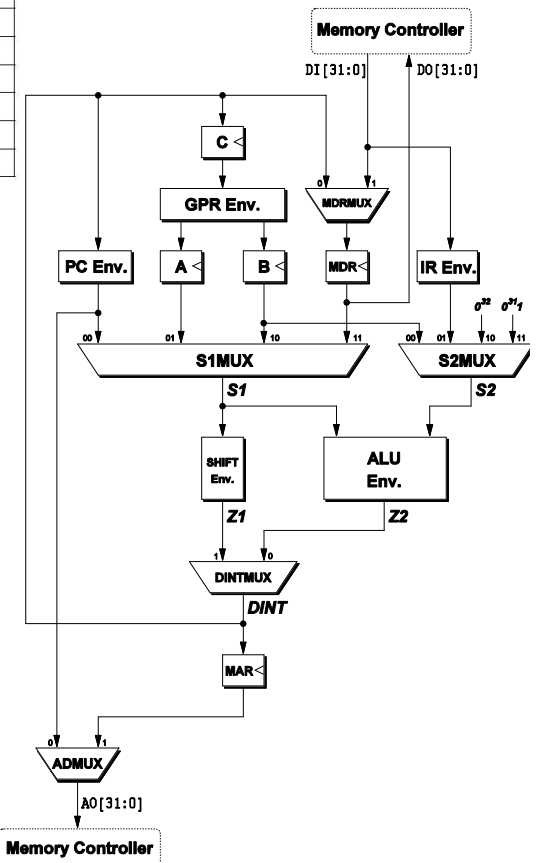 Memory Controller
DI[31:0] DO[31:0]
C
0 1
GPR Env.
MDRMUX
PC Env.
A
B
MDR
IR Env.
0^32 0^31 1
00 01 10 11 00 01 10 11
S1MUX
S2MUX
S1
S2
SHIFT
Env.
ALU
Env.
Z1
Z2
1 0
DINTMUX
DINT
MAR
0 1
ADMUX
AO[31:0]
Memory Controller